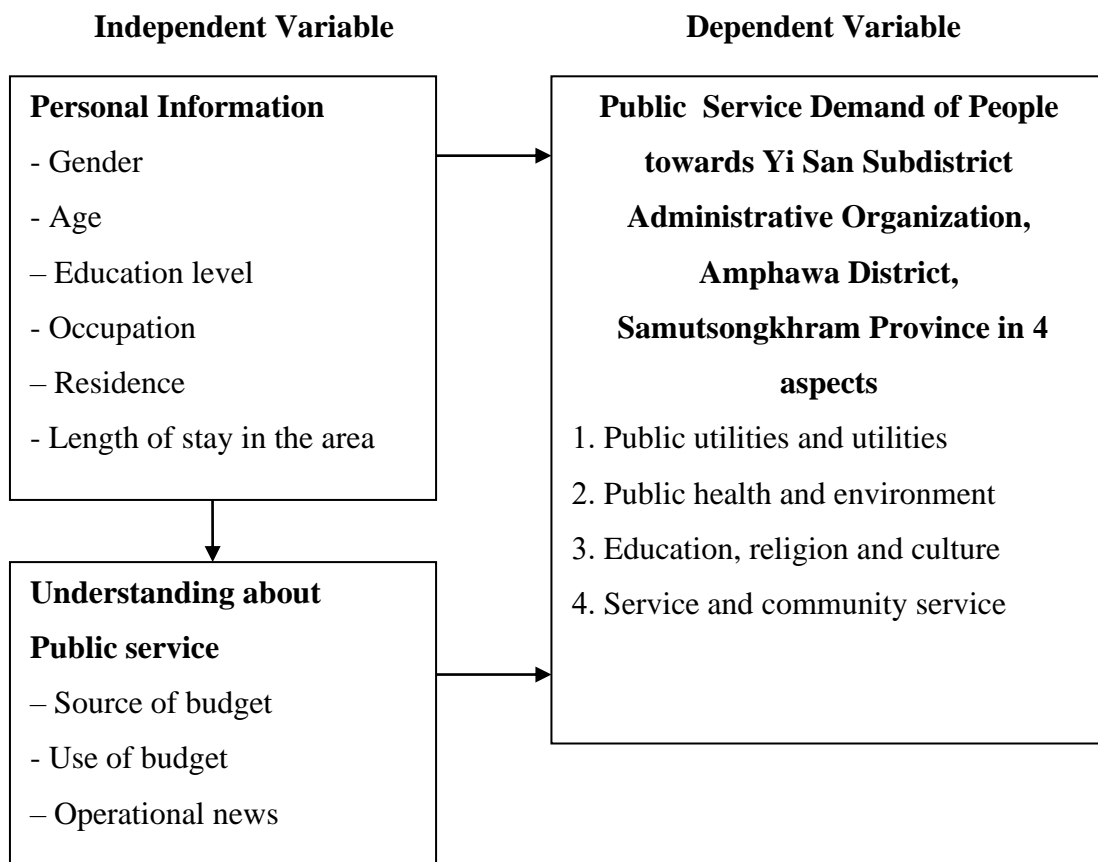 Independent Variable
Dependent Variable
Personal Information
- Gender
- Age
– Education level
- Occupation
– Residence
- Length of stay in the area
Understanding about
Public service
– Source of budget
- Use of budget
– Operational news
Public Service Demand of People
towards Yi San Subdistrict
Administrative Organization,
Amphawa District,
Samutsongkhram Province in 4
aspects
1. Public utilities and utilities
2. Public health and environment
3. Education, religion and culture
4. Service and community service